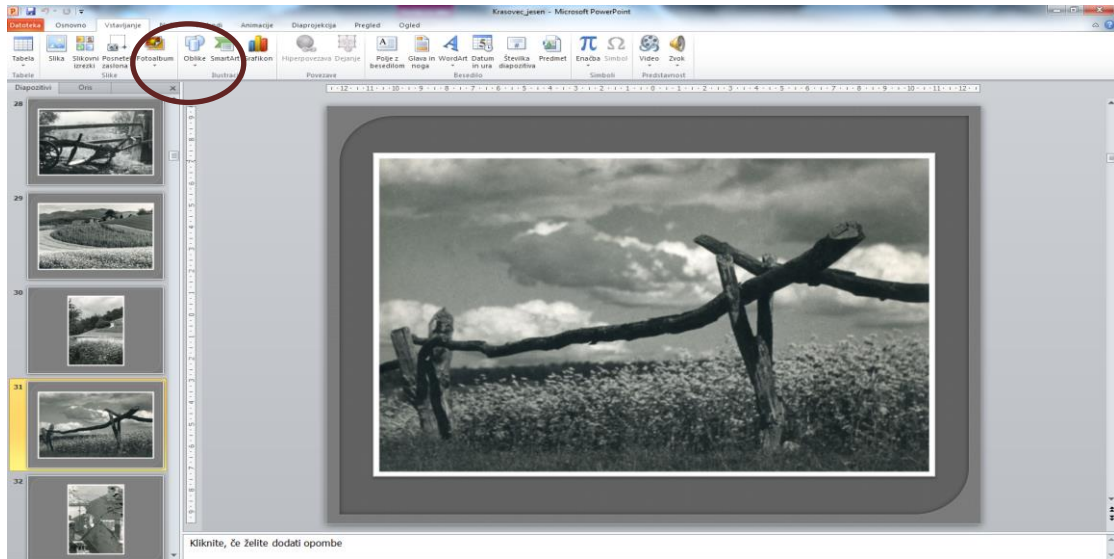 Krasovec_jesen - Microsoft PowerPoint
Datoteka Osnovno Vstavljanje Animacije Diaprojekcija Pregled Ogled
Tabela Slika Slikovni izrezki Posnetek zaslona Fotoalbum Oblike SmartArt Grafikon Hiperpovezava Dejanje Polje z besedilom Glava in noga WordArt Datum in ura Številka diapozitiva Predmet Enačba Simbol Video Zvok
Tabele Slike Ilustrac Povezave Besedilo Simboli Predstavnost
Diapozitivi Oris
28
29
30
31
32
Kliknite, če želite dodati opombe